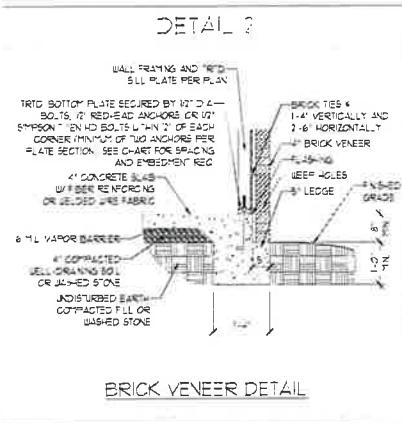 DETAIL 2
WALL FRAMING AND TRTD
SILL PLATE PER PLAN
TRTD BOTTOM PLATE SECURED BY 1/2" DIA
BOLTS, 1/2" RED-HEAD ANCHORS OR 1/2"
SIMPSON TITEN HD BOLTS WITHIN 12" OF EACH
CORNER (MINIMUM OF TWO ANCHORS PER
PLATE SECTION. SEE CHART FOR SPACING
AND EMBEDMENT REQ
4" CONCRETE SLAB
W/ FIBER REINFORCING
OR WELDED WIRE FABRIC
6 MIL VAPOR BARRIER
4" COMPACTED
WELL-DRAINING SOIL
OR WASHED STONE
UNDISTURBED EARTH
COMPACTED FILL OR
WASHED STONE
BRICK TIES @
1'-4" VERTICALLY AND
2'-6" HORIZONTALLY
4" BRICK VENEER
FLASHING
WEEP HOLES
5" LEDGE
FINISHED
GRADE
8" MIN.
1'-0" MIN.
5"
BRICK VENEER DETAIL